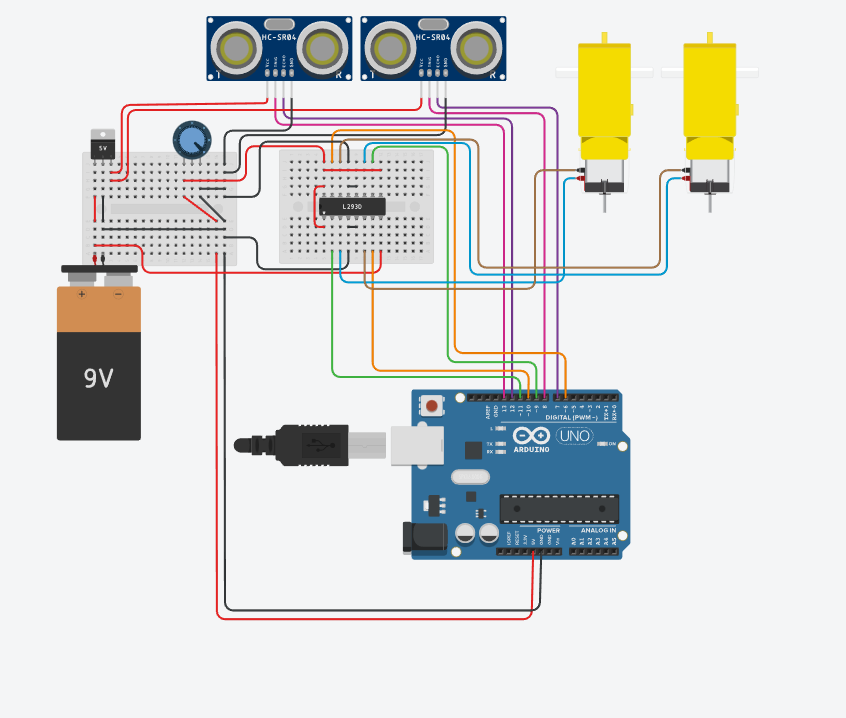 HC-SR04
HC-SR04
VCC TRIG ECHO GND
VCC TRIG ECHO GND
T R
T R
5V
L293D
+ −
9V
AREF GND 13 12 ~11 ~10 ~9 8 7 ~6 ~5 4 ~3 2 TX→1 RX←0
DIGITAL (PWM~)
L
UNO
TX
RX
ON
ARDUINO
POWER ANALOG IN
IOREF RESET 3.3V 5V GND GND Vin A0 A1 A2 A3 A4 A5